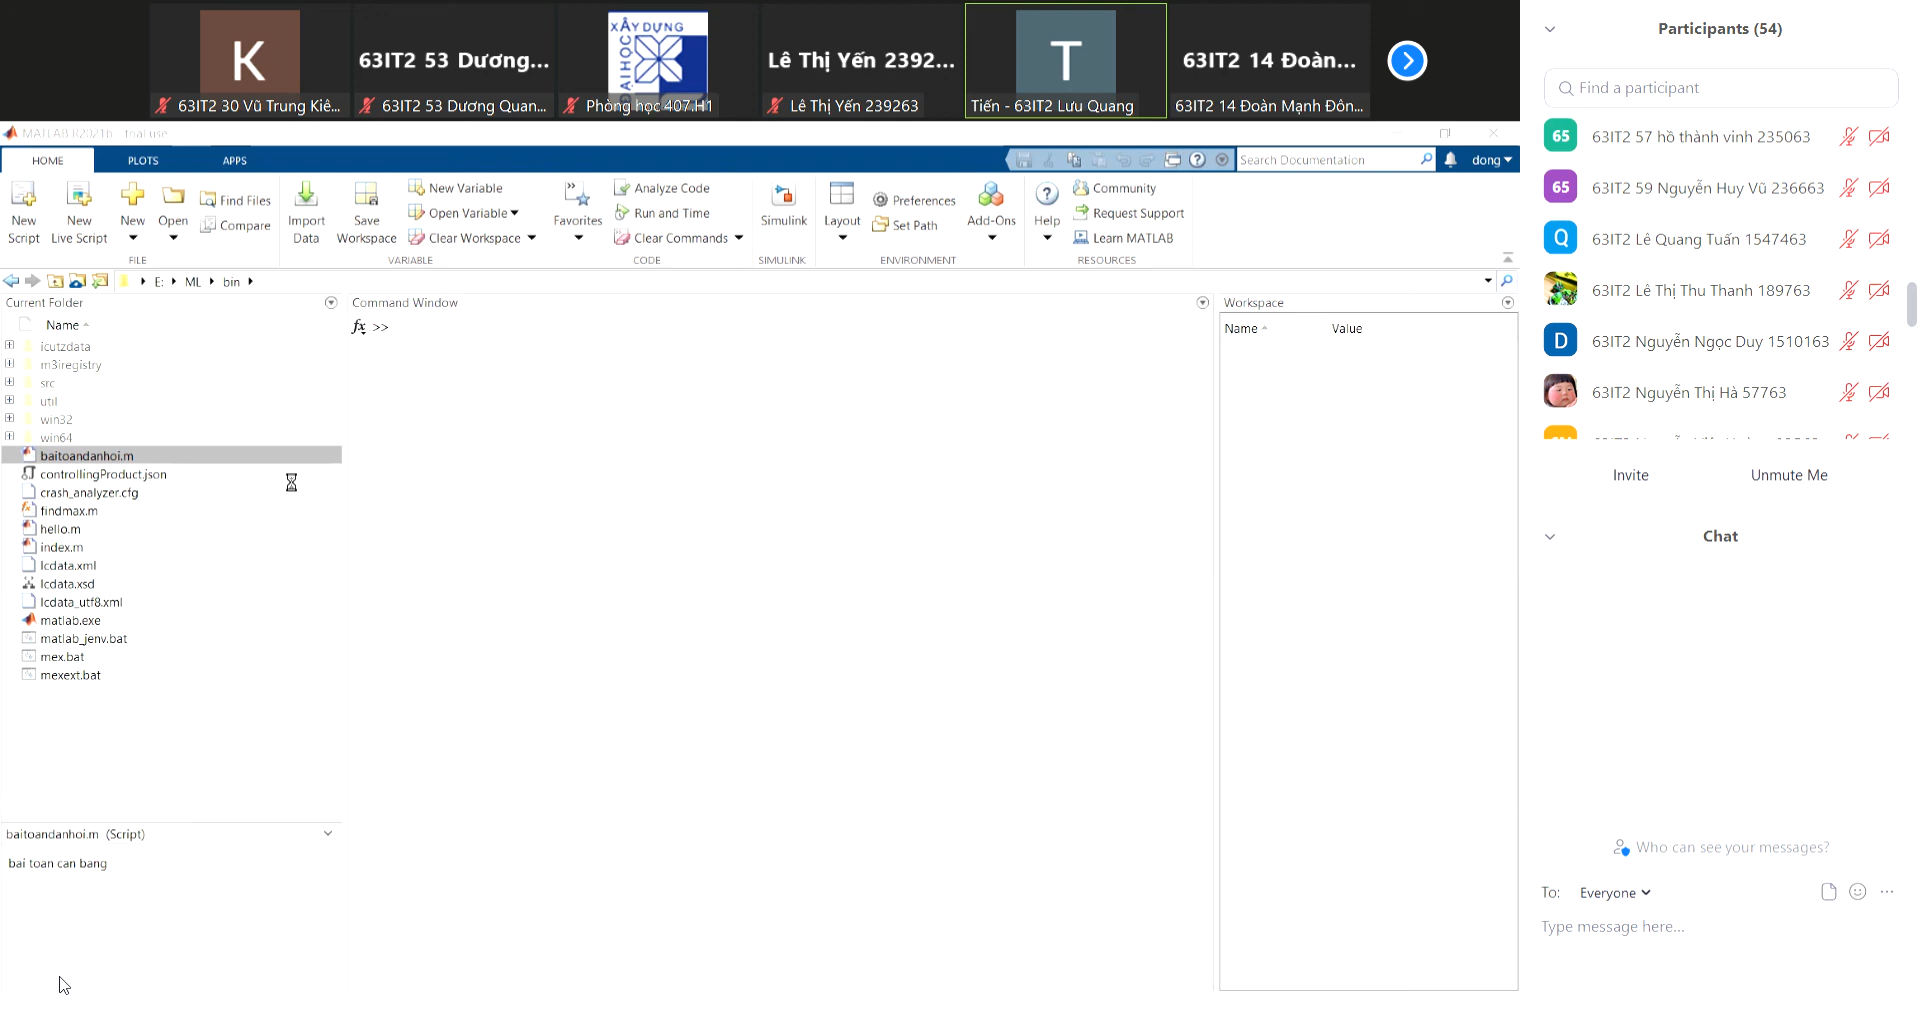 K
63IT2 53 Dương...
XÂY DỰNG
ĐẠI HỌC
Lê Thị Yến 2392...
T
63IT2 14 Đoàn...
63IT2 30 Vũ Trung Kiê...
63IT2 53 Dương Quan...
Phòng học 407.H1
Lê Thị Yến 239263
Tiến - 63IT2 Lưu Quang
63IT2 14 Đoàn Mạnh Đôn...
MATLAB R2021b - trial use
HOME
PLOTS
APPS
Search Documentation
dong
New Script
New Live Script
New
Open
Find Files
Compare
FILE
Import Data
Save Workspace
New Variable
Open Variable
Clear Workspace
VARIABLE
Favorites
Analyze Code
Run and Time
Clear Commands
CODE
Simulink
SIMULINK
Layout
Preferences
Set Path
Add-Ons
ENVIRONMENT
Help
Community
Request Support
Learn MATLAB
RESOURCES
E: ▸ ML ▸ bin ▸
Current Folder
Name
icutzdata
m3iregistry
src
util
win32
win64
baitoandanhoi.m
controllingProduct.json
crash_analyzer.cfg
findmax.m
hello.m
index.m
lcdata.xml
lcdata.xsd
lcdata_utf8.xml
matlab.exe
matlab_jenv.bat
mex.bat
mexext.bat
baitoandanhoi.m (Script)
bai toan can bang
Command Window
fx >>
Workspace
Name
Value
Participants (54)
Find a participant
65 63IT2 57 hồ thành vinh 235063
65 63IT2 59 Nguyễn Huy Vũ 236663
Q 63IT2 Lê Quang Tuấn 1547463
63IT2 Lê Thị Thu Thanh 189763
D 63IT2 Nguyễn Ngọc Duy 1510163
63IT2 Nguyễn Thị Hà 57763
Invite
Unmute Me
Chat
Who can see your messages?
To: Everyone
Type message here...